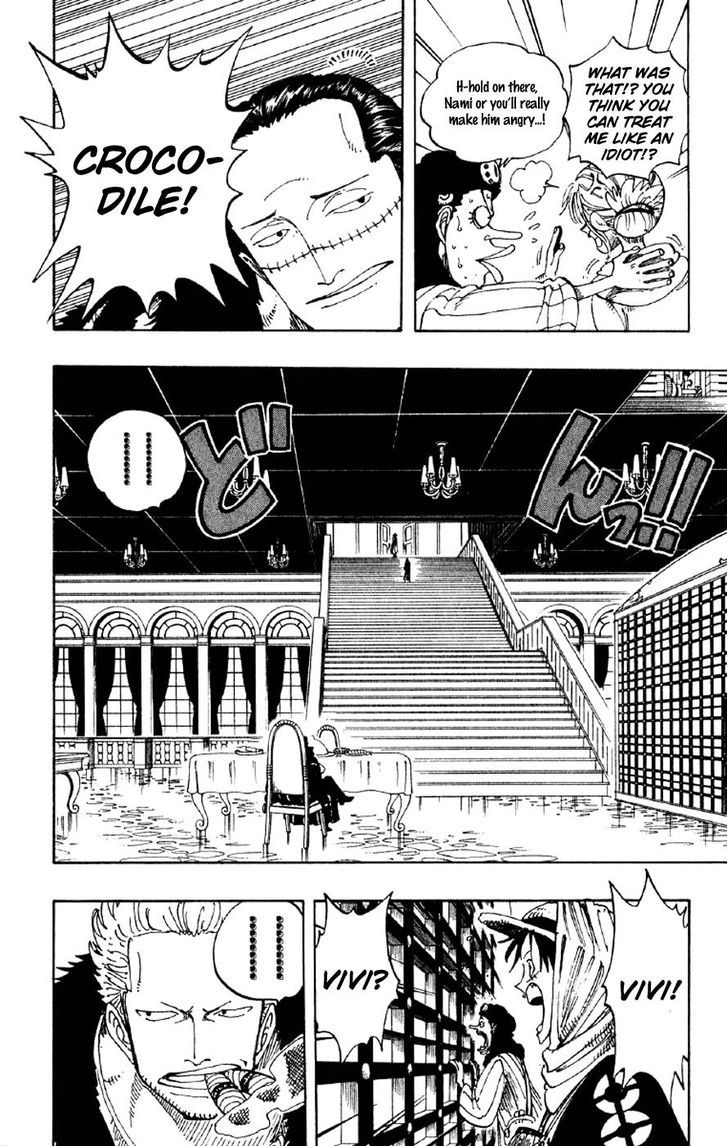 WHAT WAS
THAT!? YOU
THINK YOU
CAN TREAT
ME LIKE AN
IDIOT!?
H-hold on there,
Nami or you'll really
make him angry...!
CROCO-
DILE!
どんっ!!
VIVI!
VIVI?